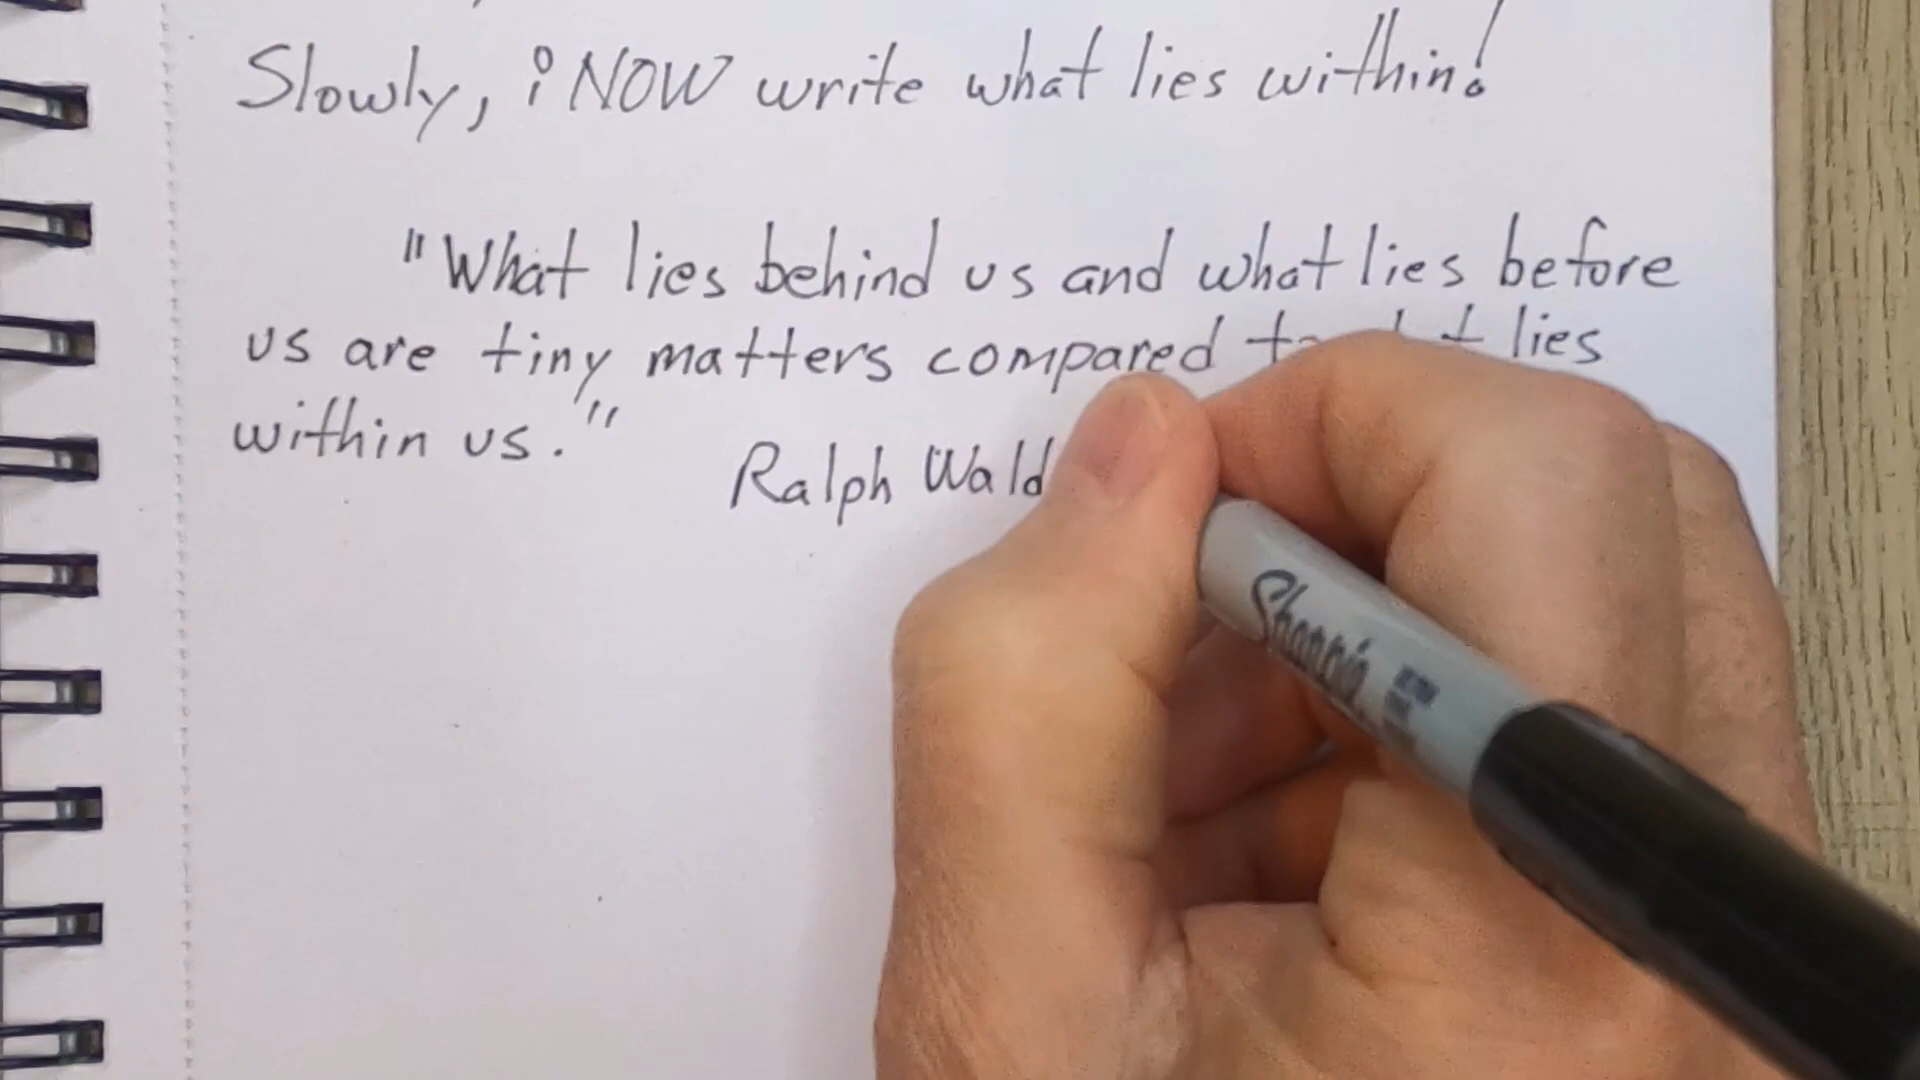 Slowly, i NOW write what lies within!
"What lies behind us and what lies before
us are tiny matters compared lies
within us."
Ralph Wald
Sharpie